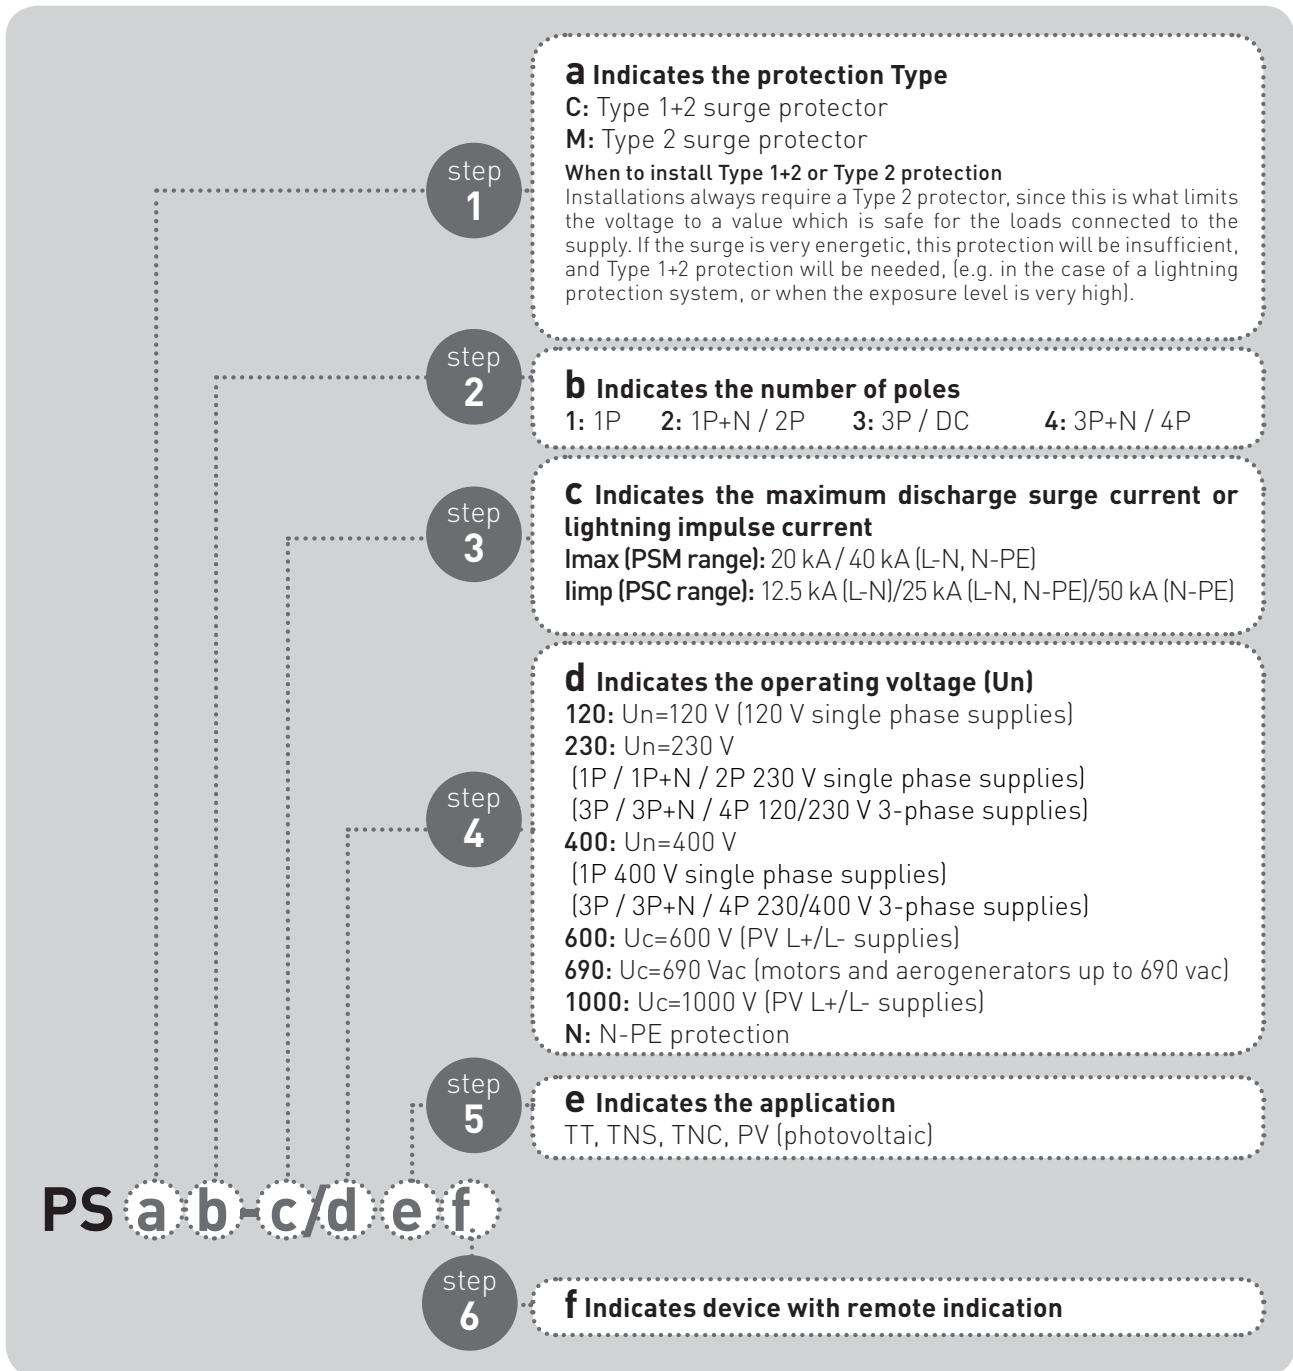 a Indicates the protection Type
C: Type 1+2 surge protector
M: Type 2 surge protector
When to install Type 1+2 or Type 2 protection
Installations always require a Type 2 protector, since this is what limits
the voltage to a value which is safe for the loads connected to the
supply. If the surge is very energetic, this protection will be insufficient,
and Type 1+2 protection will be needed, (e.g. in the case of a lightning
protection system, or when the exposure level is very high).
step
1
step
2
b Indicates the number of poles
1: 1P 2: 1P+N / 2P 3: 3P / DC 4: 3P+N / 4P
step
3
c Indicates the maximum discharge surge current or
lightning impulse current
Imax (PSM range): 20 kA / 40 kA (L-N, N-PE)
Iimp (PSC range): 12.5 kA (L-N)/25 kA (L-N, N-PE)/50 kA (N-PE)
step
4
d Indicates the operating voltage (Un)
120: Un=120 V (120 V single phase supplies)
230: Un=230 V
(1P / 1P+N / 2P 230 V single phase supplies)
(3P / 3P+N / 4P 120/230 V 3-phase supplies)
400: Un=400 V
(1P 400 V single phase supplies)
(3P / 3P+N / 4P 230/400 V 3-phase supplies)
600: Uc=600 V (PV L+/L- supplies)
690: Uc=690 Vac (motors and aerogenerators up to 690 vac)
1000: Uc=1000 V (PV L+/L- supplies)
N: N-PE protection
step
5
e Indicates the application
TT, TNS, TNC, PV (photovoltaic)
PS a b-c/d e f
step
6
f Indicates device with remote indication